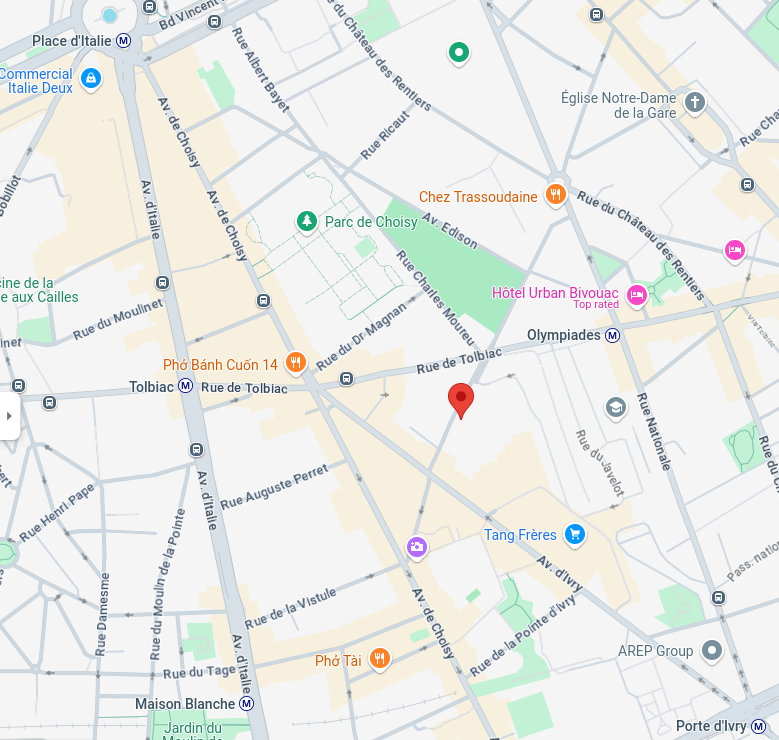 Bd Vincent
Place d'Italie M
Commercial
Italie Deux
Rue Albert Bayet
Rue du Château des Rentiers
Av. de Choisy
Rue Ricaut
Église Notre-Dame
de la Gare
Rue Cha
Bobillot
Av. d'Italie
Av. de Choisy
Parc de Choisy
Chez Trassoudaine
Av. Edison
Rue du Château des Rentiers
Rue Charles Moureu
cine de la
e aux Cailles
Hôtel Urban Bivouac
Top rated
Rue du Moulinet
inet
Rue du Dr Magnan
Olympiades M
Via Tolbiac
Phở Bánh Cuốn 14
Rue de Tolbiac
Tolbiac M
Rue de Tolbiac
Rue Nationale
Rue du Javelot
Rue du Ch
Rue Auguste Perret
Av. d'Italie
Rue Henri Pape
Rue du Moulin de la Pointe
Tang Frères
Av. d'Ivry
Pass. nation
Rue Damesme
Rue de la Vistule
Av. de Choisy
Rue de la Pointe d'Ivry
Av. d'Italie
Phở Tài
AREP Group
Rue du Tage
Maison Blanche M
Jardin du
Moulin de
Porte d'Ivry M